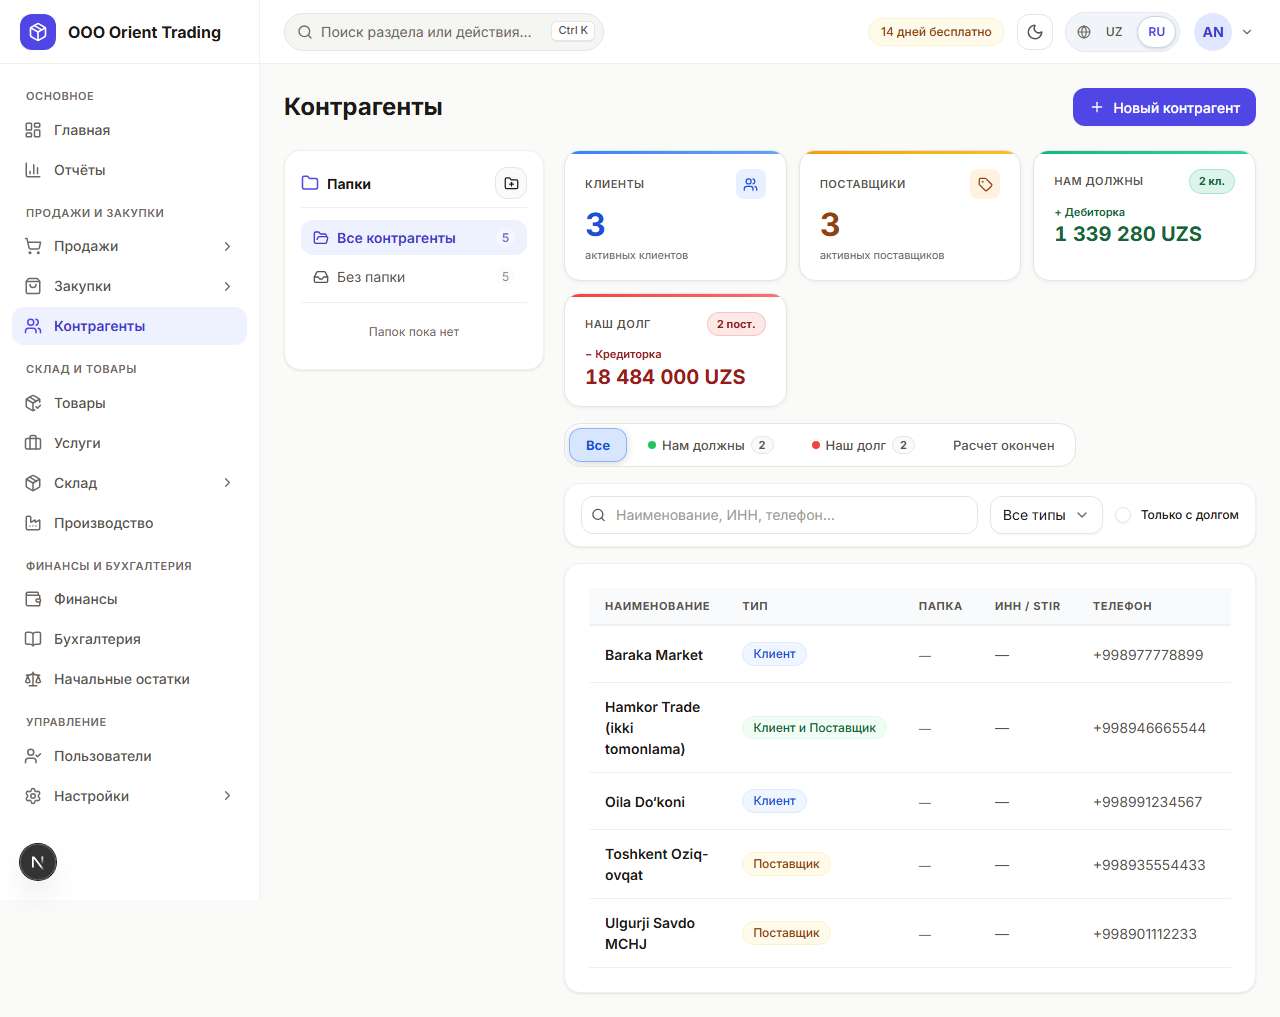 ООО Orient Trading
Поиск раздела или действия...
Ctrl K
14 дней бесплатно
UZ
RU
AN
ОСНОВНОЕ
Главная
Отчёты
ПРОДАЖИ И ЗАКУПКИ
Продажи
Закупки
Контрагенты
СКЛАД И ТОВАРЫ
Товары
Услуги
Склад
Производство
ФИНАНСЫ И БУХГАЛТЕРИЯ
Финансы
Бухгалтерия
Начальные остатки
УПРАВЛЕНИЕ
Пользователи
Настройки
N
Контрагенты
+ Новый контрагент
Папки
Все контрагенты 5
Без папки 5
Папок пока нет
КЛИЕНТЫ
3
активных клиентов
ПОСТАВЩИКИ
3
активных поставщиков
НАМ ДОЛЖНЫ 2 кл.
+ Дебиторка
1 339 280 UZS
НАШ ДОЛГ 2 пост.
− Кредиторка
18 484 000 UZS
Все
Нам должны 2
Наш долг 2
Расчет окончен
Наименование, ИНН, телефон...
Все типы
Только с долгом
НАИМЕНОВАНИЕ ТИП ПАПКА ИНН / STIR ТЕЛЕФОН
Baraka Market Клиент — — +998977778899
Hamkor Trade
(ikki
tomonlama)
Клиент и Поставщик — — +998946665544
Oila Do‘koni Клиент — — +998991234567
Toshkent Oziq-
ovqat
Поставщик — — +998935554433
Ulgurji Savdo
MCHJ
Поставщик — — +998901112233